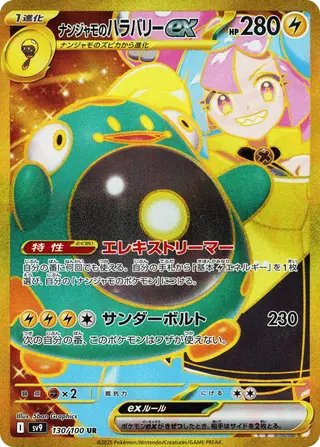 1進化 ナンジャモのハラバリーex HP280
ナンジャモのズピカから進化
特性 エレキストリーマー
自分の番に何回でも使える。自分の手札から「基本エネルギー」を1枚
選び、自分の「ナンジャモのポケモン」につける。
サンダーボルト 230
次の自分の番、このポケモンはワザが使えない。
弱点 ×2 抵抗力 にげる
exルール
ポケモンexがきぜつしたとき、相手はサイドを2枚とる。
Illus. 5ban Graphics
I sv9 130/100 UR
©2025 Pokémon/Nintendo/Creatures/GAME FREAK.